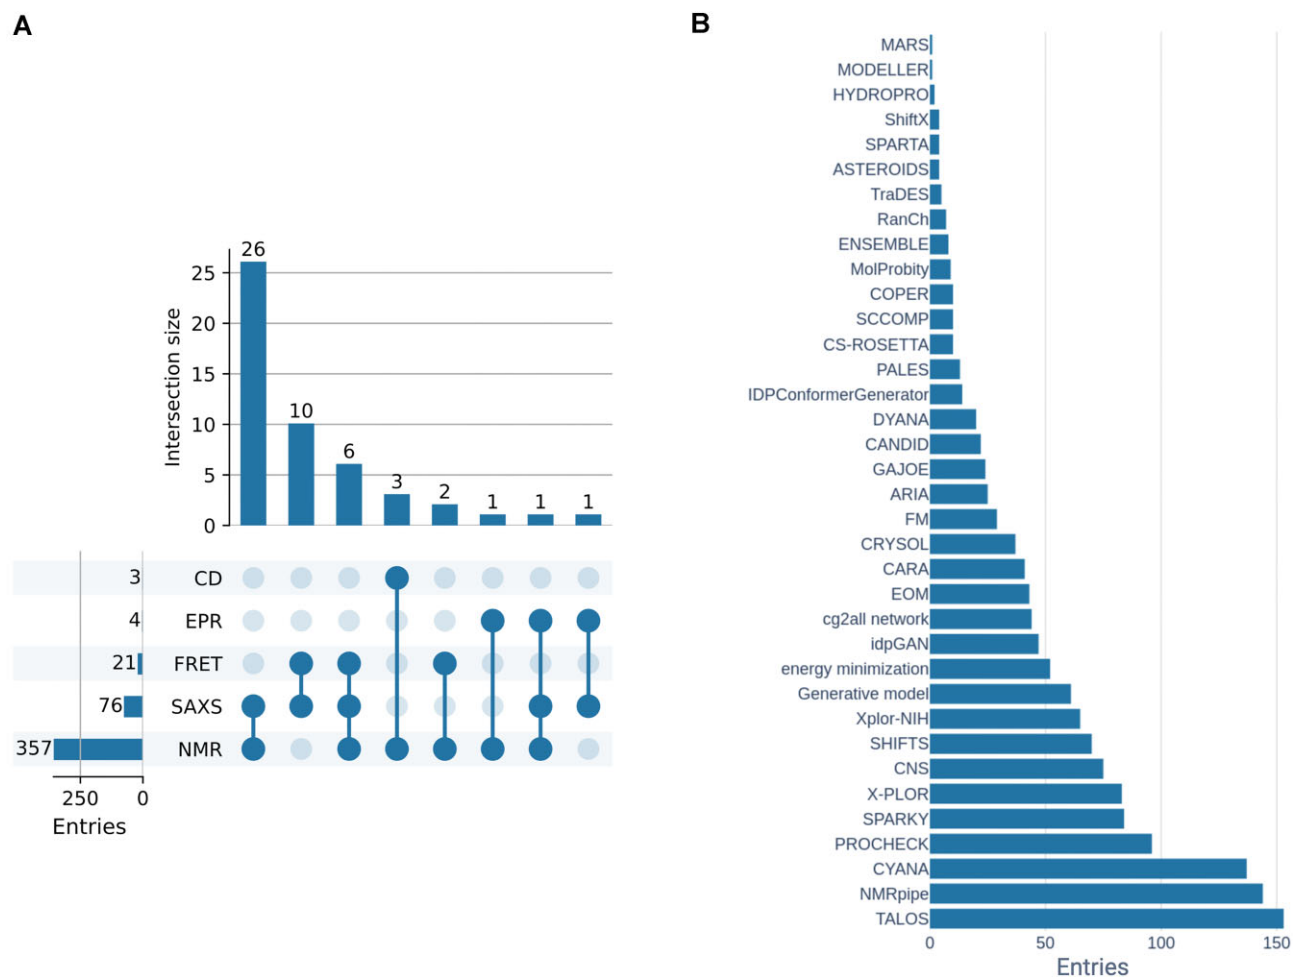 A
26
10
6
3
2
1
1
1
25
20
15
10
5
0
Intersection size
3 CD
4 EPR
21 FRET
76 SAXS
357 NMR
250 0
Entries
B
MARS
MODELLER
HYDROPRO
ShiftX
SPARTA
ASTEROIDS
TraDES
RanCh
ENSEMBLE
MolProbity
COPER
SCCOMP
CS-ROSETTA
PALES
IDPConformerGenerator
DYANA
CANDID
GAJOE
ARIA
FM
CRYSOL
CARA
EOM
cg2all network
idpGAN
energy minimization
Generative model
Xplor-NIH
SHIFTS
CNS
X-PLOR
SPARKY
PROCHECK
CYANA
NMRpipe
TALOS
0 50 100 150
Entries